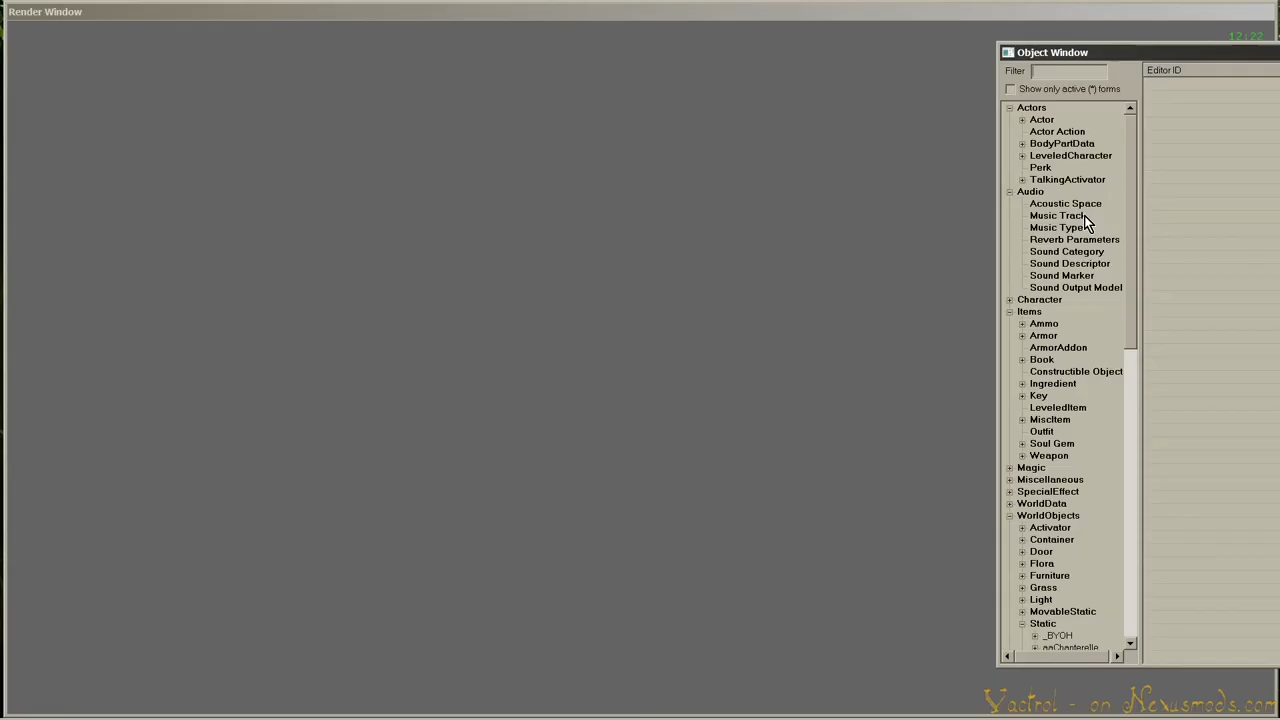 Render Window
12:22
Object Window
Filter
Editor ID
Show only active (*) forms
Actors
Actor
Actor Action
BodyPartData
LeveledCharacter
Perk
TalkingActivator
Audio
Acoustic Space
Music Track
Music Type
Reverb Parameters
Sound Category
Sound Descriptor
Sound Marker
Sound Output Model
Character
Items
Ammo
Armor
ArmorAddon
Book
Constructible Object
Ingredient
Key
LeveledItem
MiscItem
Outfit
Soul Gem
Weapon
Magic
Miscellaneous
SpecialEffect
WorldData
WorldObjects
Activator
Container
Door
Flora
Furniture
Grass
Light
MovableStatic
Static
_BYOH
aaChanterelle
Vactrol - on Nexusmods.com